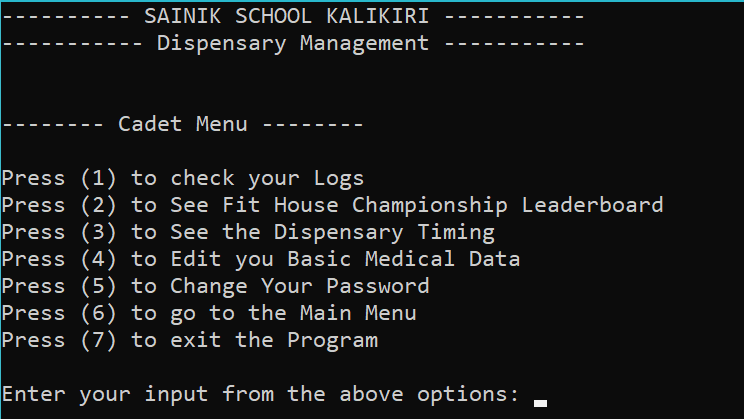 ---------- SAINIK SCHOOL KALIKIRI -----------
----------- Dispensary Management -----------
-------- Cadet Menu --------
Press (1) to check your Logs
Press (2) to See Fit House Championship Leaderboard
Press (3) to See the Dispensary Timing
Press (4) to Edit you Basic Medical Data
Press (5) to Change Your Password
Press (6) to go to the Main Menu
Press (7) to exit the Program
Enter your input from the above options: